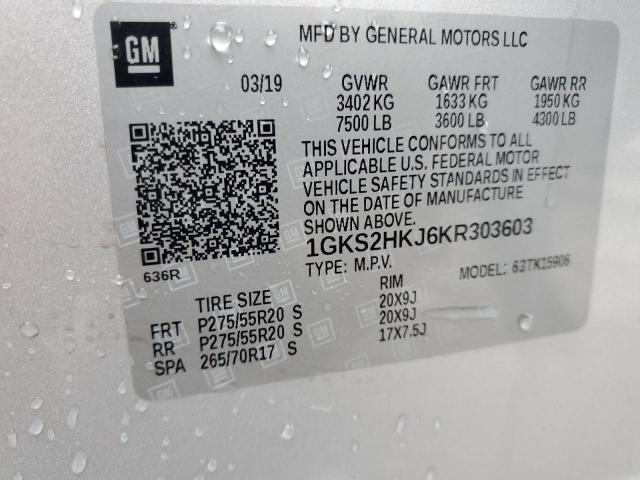 GM
MFD BY GENERAL MOTORS LLC
03/19 GVWR GAWR FRT GAWR RR
3402 KG 1633 KG 1950 KG
7500 LB 3600 LB 4300 LB
THIS VEHICLE CONFORMS TO ALL
APPLICABLE U.S. FEDERAL MOTOR
VEHICLE SAFETY STANDARDS IN EFFECT
ON THE DATE OF MANUFACTURE
SHOWN ABOVE.
1GKS2HKJ6KR303603
636R
TYPE: M.P.V. MODEL: 63TK15906
TIRE SIZE RIM
FRT P275/55R20 S 20X9J
RR P275/55R20 S 20X9J
SPA 265/70R17 S 17X7.5J